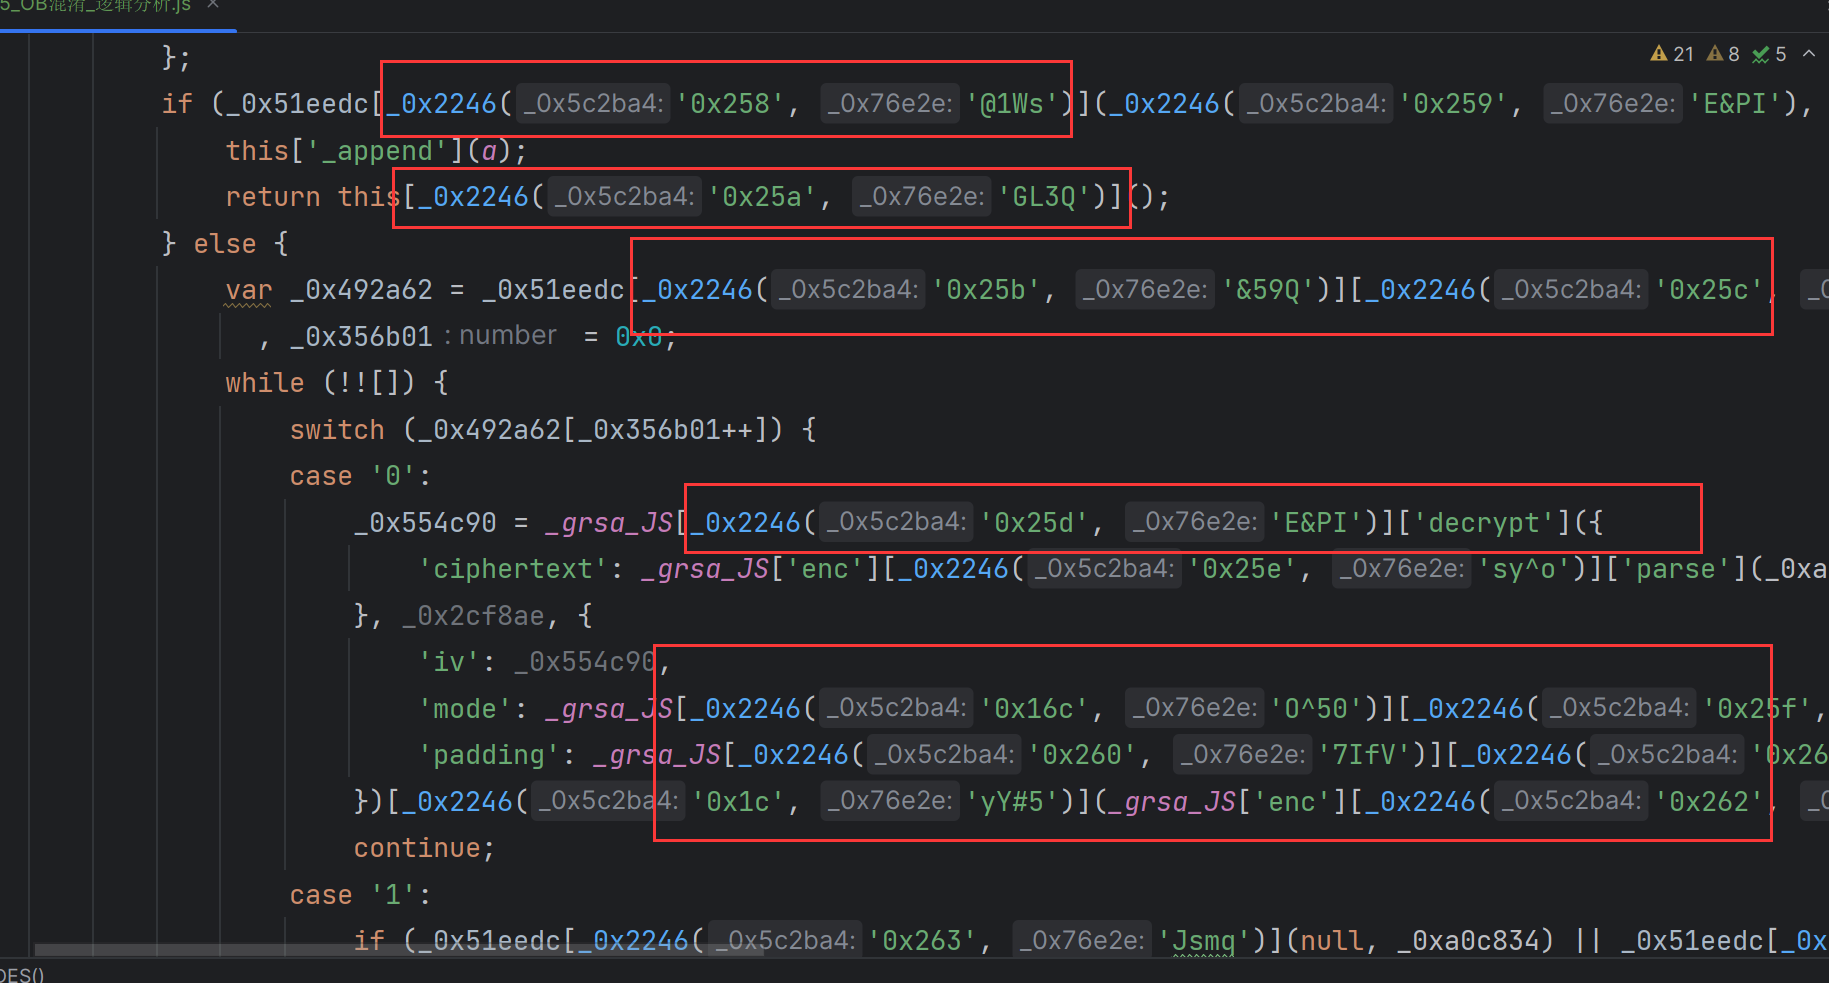 5_OB混淆_逻辑分析.js ×
};
21 8 5
if (_0x51eedc[_0x2246( _0x5c2ba4: '0x258', _0x76e2e: '@1Ws')](_0x2246( _0x5c2ba4: '0x259', _0x76e2e: 'E&PI'),
this['_append'](a);
return this[_0x2246( _0x5c2ba4: '0x25a', _0x76e2e: 'GL3Q')]();
} else {
var _0x492a62 = _0x51eedc[_0x2246( _0x5c2ba4: '0x25b', _0x76e2e: '&59Q')][_0x2246( _0x5c2ba4: '0x25c', _0
, _0x356b01 : number = 0x0;
while (!![]) {
switch (_0x492a62[_0x356b01++]) {
case '0':
_0x554c90 = _grsa_JS[_0x2246( _0x5c2ba4: '0x25d', _0x76e2e: 'E&PI')]['decrypt']({
'ciphertext': _grsa_JS['enc'][_0x2246( _0x5c2ba4: '0x25e', _0x76e2e: 'sy^o')]['parse'](_0xa
}, _0x2cf8ae, {
'iv': _0x554c90,
'mode': _grsa_JS[_0x2246( _0x5c2ba4: '0x16c', _0x76e2e: 'O^50')][_0x2246( _0x5c2ba4: '0x25f',
'padding': _grsa_JS[_0x2246( _0x5c2ba4: '0x260', _0x76e2e: '7IfV')][_0x2246( _0x5c2ba4: '0x26
})[_0x2246( _0x5c2ba4: '0x1c', _0x76e2e: 'yY#5')](_grsa_JS['enc'][_0x2246( _0x5c2ba4: '0x262', _0
continue;
case '1':
if (_0x51eedc[_0x2246( _0x5c2ba4: '0x263', _0x76e2e: 'Jsmq')](null, _0xa0c834) || _0x51eedc[_0x
DES()